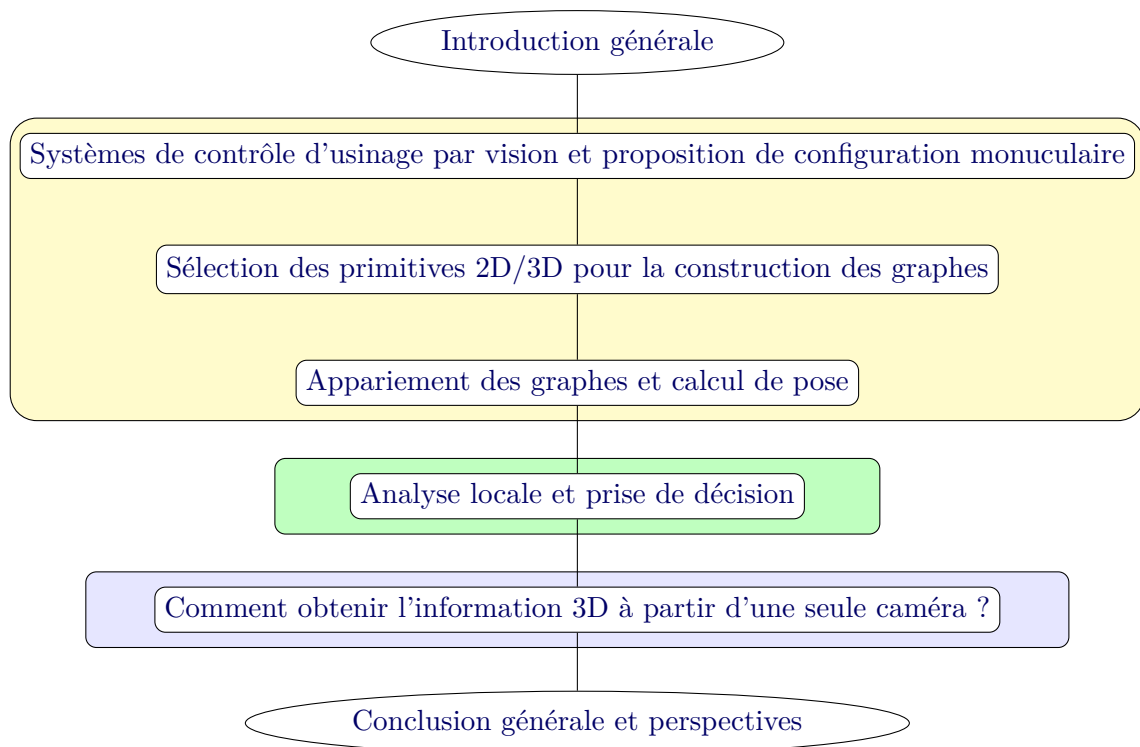 Introduction générale
Systèmes de contrôle d'usinage par vision et proposition de configuration monuculaire
Sélection des primitives 2D/3D pour la construction des graphes
Appariement des graphes et calcul de pose
Analyse locale et prise de décision
Comment obtenir l'information 3D à partir d'une seule caméra ?
Conclusion générale et perspectives